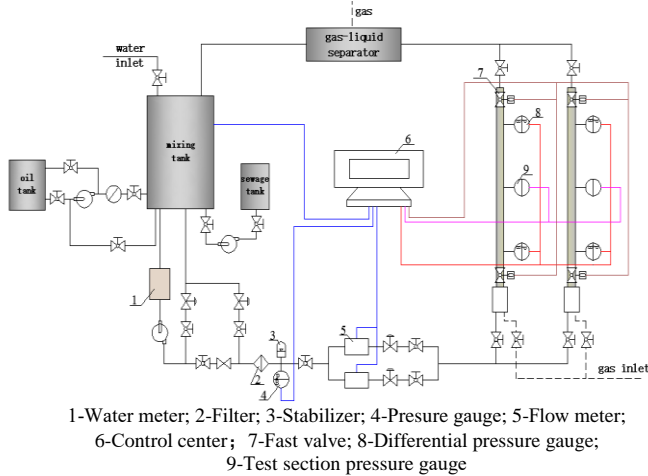 gas
water
inlet
gas-liquid
separator
7
8
6
mixing
tank
oil
tank
sewage
tank
9
1
3
5
2
4
gas inlet
1-Water meter; 2-Filter; 3-Stabilizer; 4-Presure gauge; 5-Flow meter;
6-Control center；7-Fast valve; 8-Differential pressure gauge;
9-Test section pressure gauge